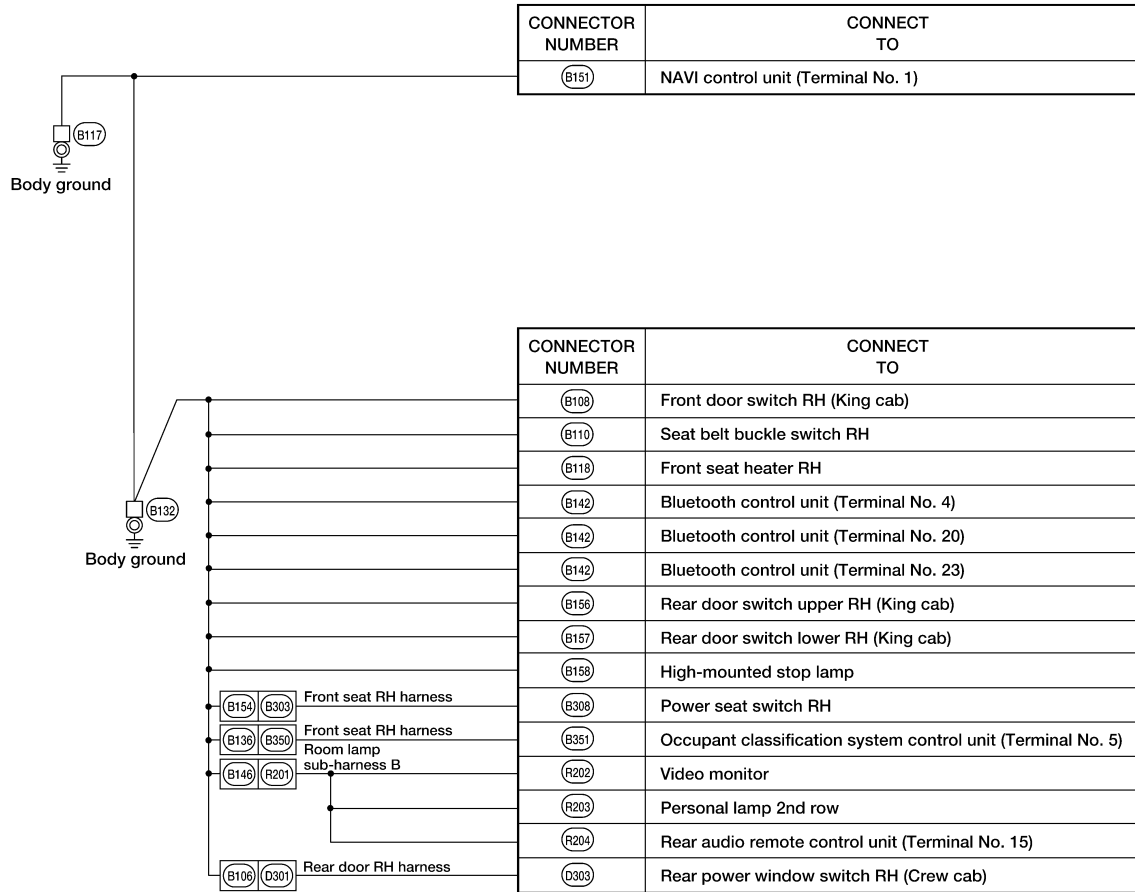 CONNECTOR NUMBER CONNECT TO
B151 NAVI control unit (Terminal No. 1)
B117
Body ground
CONNECTOR NUMBER CONNECT TO
B108 Front door switch RH (King cab)
B110 Seat belt buckle switch RH
B118 Front seat heater RH
B142 Bluetooth control unit (Terminal No. 4)
B132
Body ground
B142 Bluetooth control unit (Terminal No. 20)
B142 Bluetooth control unit (Terminal No. 23)
B156 Rear door switch upper RH (King cab)
B157 Rear door switch lower RH (King cab)
B158 High-mounted stop lamp
B154 B303 Front seat RH harness B308 Power seat switch RH
B136 B350 Front seat RH harness B351 Occupant classification system control unit (Terminal No. 5)
Room lamp
sub-harness B
B146 R201 R202 Video monitor
R203 Personal lamp 2nd row
R204 Rear audio remote control unit (Terminal No. 15)
B106 D301 Rear door RH harness D303 Rear power window switch RH (Crew cab)